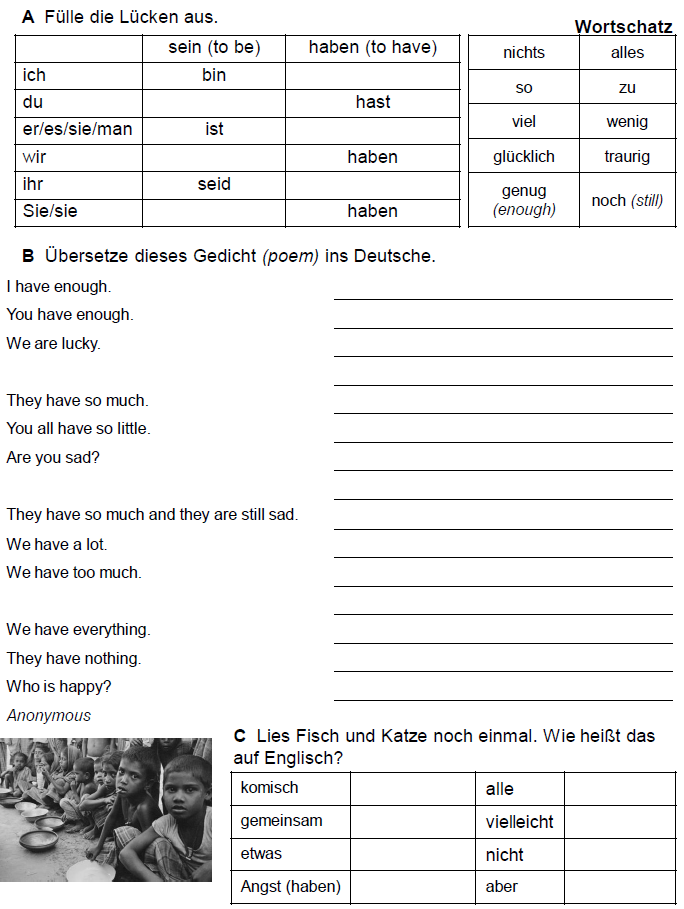 A Fülle die Lücken aus.
Wortschatz
sein (to be) haben (to have)
ich bin
du hast
er/es/sie/man ist
wir haben
ihr seid
Sie/sie haben
nichts alles
so zu
viel wenig
glücklich traurig
genug
(enough)
noch (still)
B Übersetze dieses Gedicht (poem) ins Deutsche.
I have enough.
You have enough.
We are lucky.
They have so much.
You all have so little.
Are you sad?
They have so much and they are still sad.
We have a lot.
We have too much.
We have everything.
They have nothing.
Who is happy?
Anonymous
C Lies Fisch und Katze noch einmal. Wie heißt das
auf Englisch?
komisch alle
gemeinsam vielleicht
etwas nicht
Angst (haben) aber